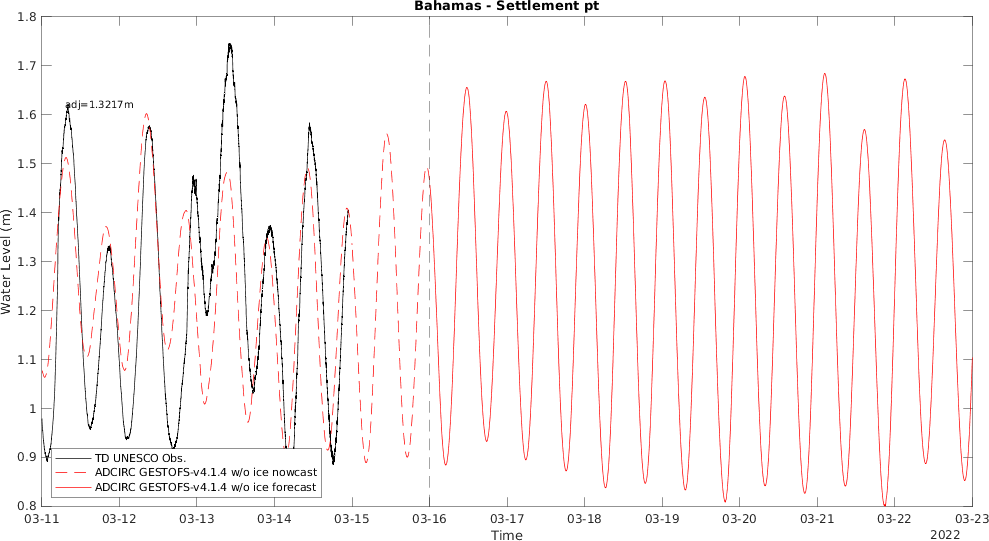 Bahamas - Settlement pt
1.8
1.7
1.6
1.5
1.4
1.3
1.2
1.1
1
0.9
0.8
Water Level (m)
adj=1.3217m
TD UNESCO Obs.
ADCIRC GESTOFS-v4.1.4 w/o ice nowcast
ADCIRC GESTOFS-v4.1.4 w/o ice forecast
03-11 03-12 03-13 03-14 03-15 03-16 03-17 03-18 03-19 03-20 03-21 03-22 03-23
Time
2022